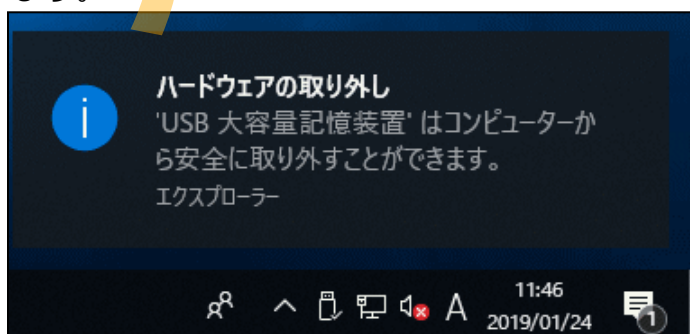 ます。
ハードウェアの取り外し
'USB 大容量記憶装置' はコンピューターか
ら安全に取り外すことができます。
エクスプローラー
A
11:46
2019/01/24
1